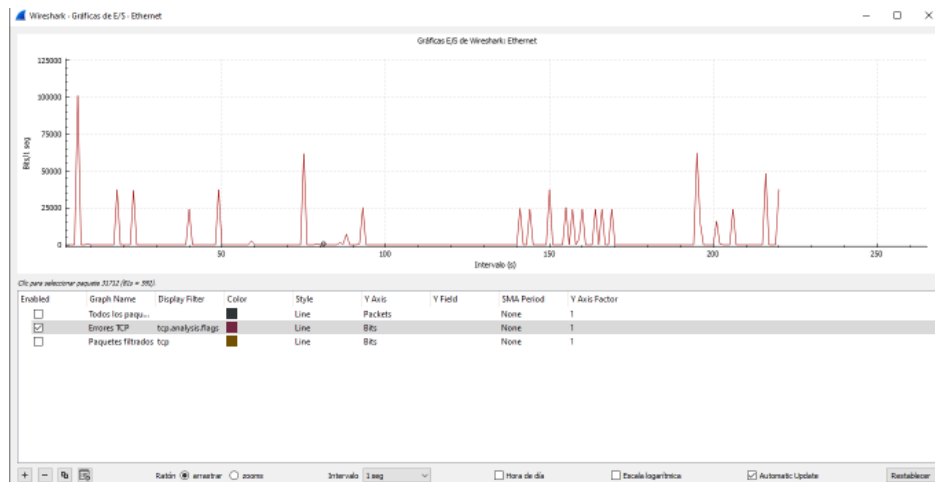 Wireshark · Gráficas de E/S · Ethernet
Gráficas E/S de Wireshark: Ethernet
125000
100000
75000
50000
25000
0
Bits/1 seg
50 100 150 200 250
Intervalo (s)
Clic para seleccionar paquete 31712 (Bits = 592).
Enabled Graph Name Display Filter Color Style Y Axis Y Field SMA Period Y Axis Factor
Todos los paqu... Line Packets None 1
Errores TCP tcp.analysis.flags Line Bits None 1
Paquetes filtrados tcp Line Bits None 1
Ratón arrastrar zooms Intervalo 1 seg Hora de día Escala logarítmica Automatic Update Restablecer